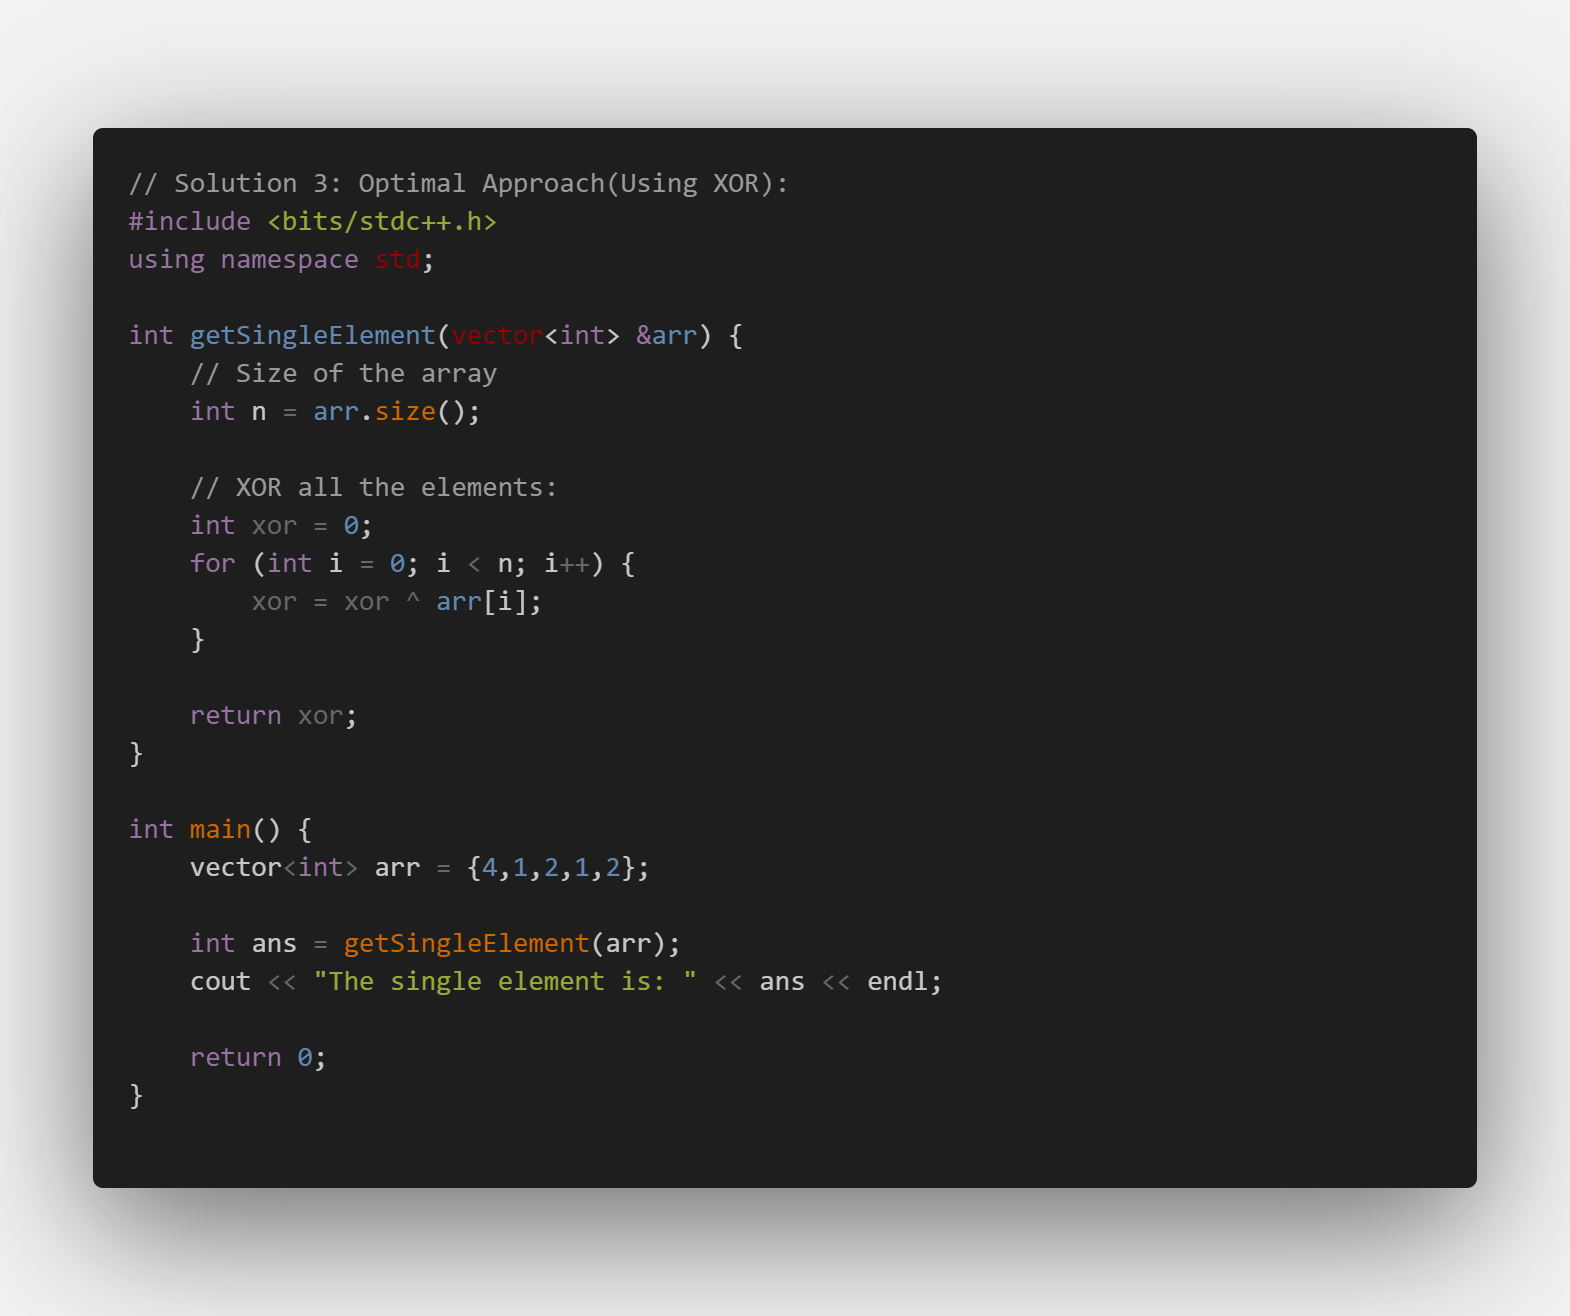 // Solution 3: Optimal Approach(Using XOR):
#include <bits/stdc++.h>
using namespace std;

int getSingleElement(vector<int> &arr) {
    // Size of the array
    int n = arr.size();

    // XOR all the elements:
    int xor = 0;
    for (int i = 0; i < n; i++) {
        xor = xor ^ arr[i];
    }

    return xor;
}

int main() {
    vector<int> arr = {4,1,2,1,2};

    int ans = getSingleElement(arr);
    cout << "The single element is: " << ans << endl;

    return 0;
}